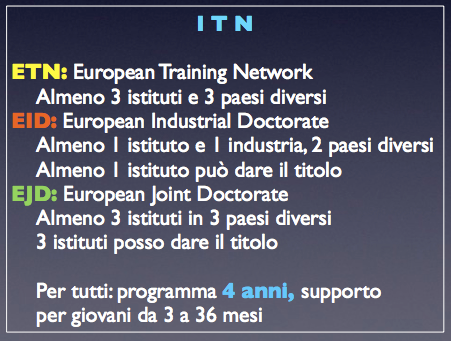 ITN
ETN: European Training Network
Almeno 3 istituti e 3 paesi diversi
EID: European Industrial Doctorate
Almeno 1 istituto e 1 industria, 2 paesi diversi
Almeno 1 istituto può dare il titolo
EJD: European Joint Doctorate
Almeno 3 istituti in 3 paesi diversi
3 istituti posso dare il titolo
Per tutti: programma 4 anni, supporto
per giovani da 3 a 36 mesi